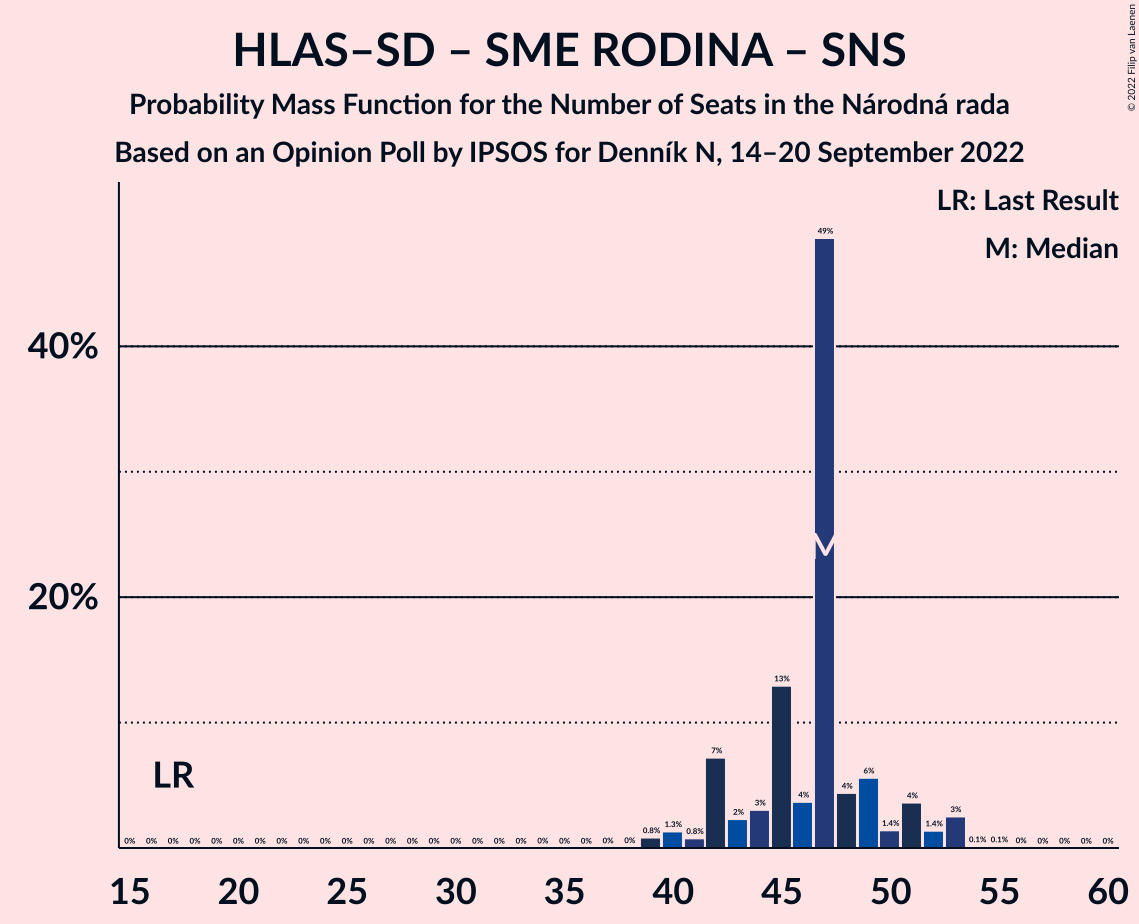 © 2022 Filip van Laenen
HLAS–SD – SME RODINA – SNS
Probability Mass Function for the Number of Seats in the Národná rada
Based on an Opinion Poll by IPSOS for Denník N, 14–20 September 2022
LR: Last Result
M: Median
40%
20%
LR
M
0% 0% 0% 0% 0% 0% 0% 0% 0% 0% 0% 0% 0% 0% 0% 0% 0% 0% 0% 0% 0% 0% 0% 0% 0.8% 1.3% 0.8% 7% 2% 3% 13% 4% 49% 4% 6% 1.4% 4% 1.4% 3% 0.1% 0.1% 0% 0% 0% 0% 0%
15 20 25 30 35 40 45 50 55 60